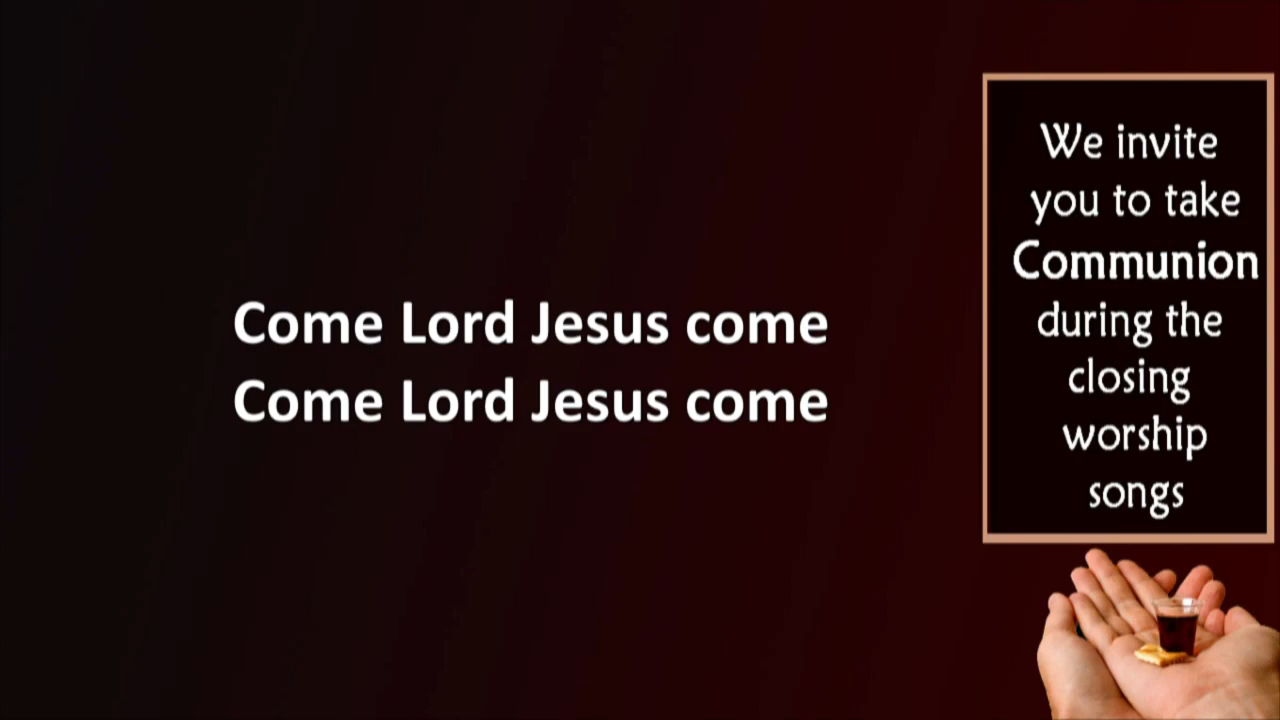 Come Lord Jesus come
Come Lord Jesus come
We invite
you to take
Communion
during the
closing
worship
songs